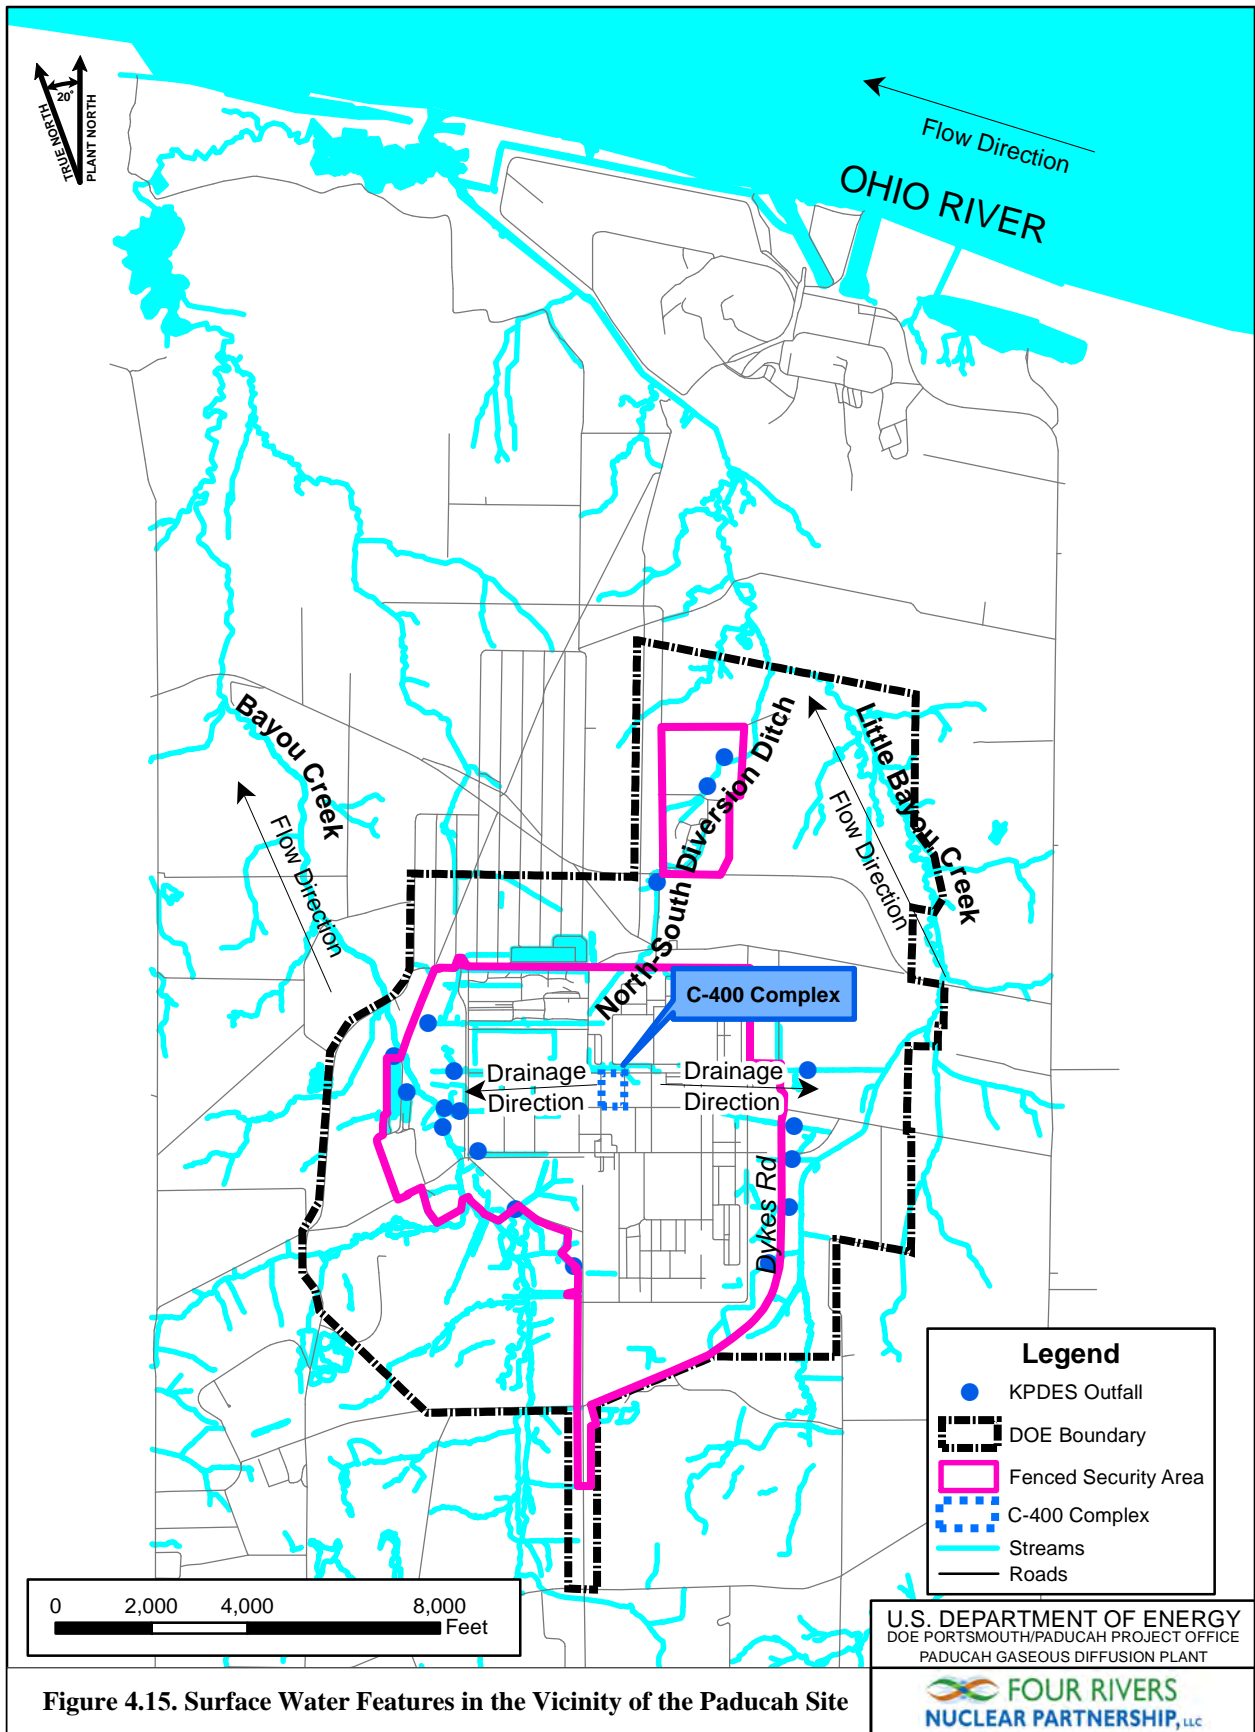 20°
TRUE NORTH
PLANT NORTH
Flow Direction
OHIO RIVER
Bayou Creek
Flow Direction
North-South Diversion Ditch
Little Bayou Creek
Flow Direction
C-400 Complex
Drainage
Direction
Drainage
Direction
Dykes Rd
Legend
KPDES Outfall
DOE Boundary
Fenced Security Area
C-400 Complex
Streams
Roads
0 2,000 4,000 8,000
Feet
U.S. DEPARTMENT OF ENERGY
DOE PORTSMOUTH/PADUCAH PROJECT OFFICE
PADUCAH GASEOUS DIFFUSION PLANT
Figure 4.15. Surface Water Features in the Vicinity of the Paducah Site
FOUR RIVERS
NUCLEAR PARTNERSHIP, LLC